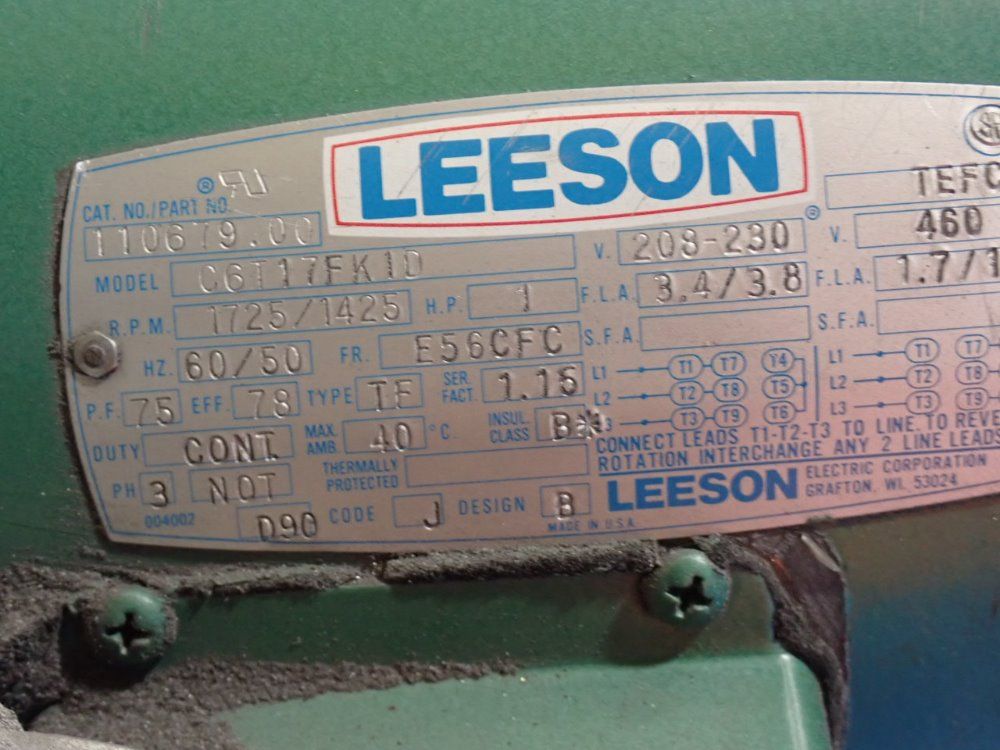 LEESON
®
®
TEFC
CAT. NO./PART NO.
110679.00
V. 208-230 V. 460
MODEL C6T17FK1D
F.L.A. 3.4/3.8 F.L.A. 1.7/1
R.P.M. 1725/1425 H.P. 1
S.F.A. S.F.A.
HZ. 60/50 FR. E56CFC
P.F. 75 EFF. 78 TYPE TF SER. FACT. 1.15
L1 T1 T7 Y4 L1 T1 T7
L2 T2 T8 T5 L2 T2 T8
L3 T3 T9 T6 L3 T3 T9
DUTY CONT. MAX. AMB. 40 °C. INSUL CLASS B
CONNECT LEADS T1-T2-T3 TO LINE. TO REVE
ROTATION INTERCHANGE ANY 2 LINE LEADS
PH 3 NOT THERMALLY PROTECTED
LEESON ELECTRIC CORPORATION
GRAFTON, WI. 53024
004002 D90 CODE J DESIGN B
MADE IN U.S.A.